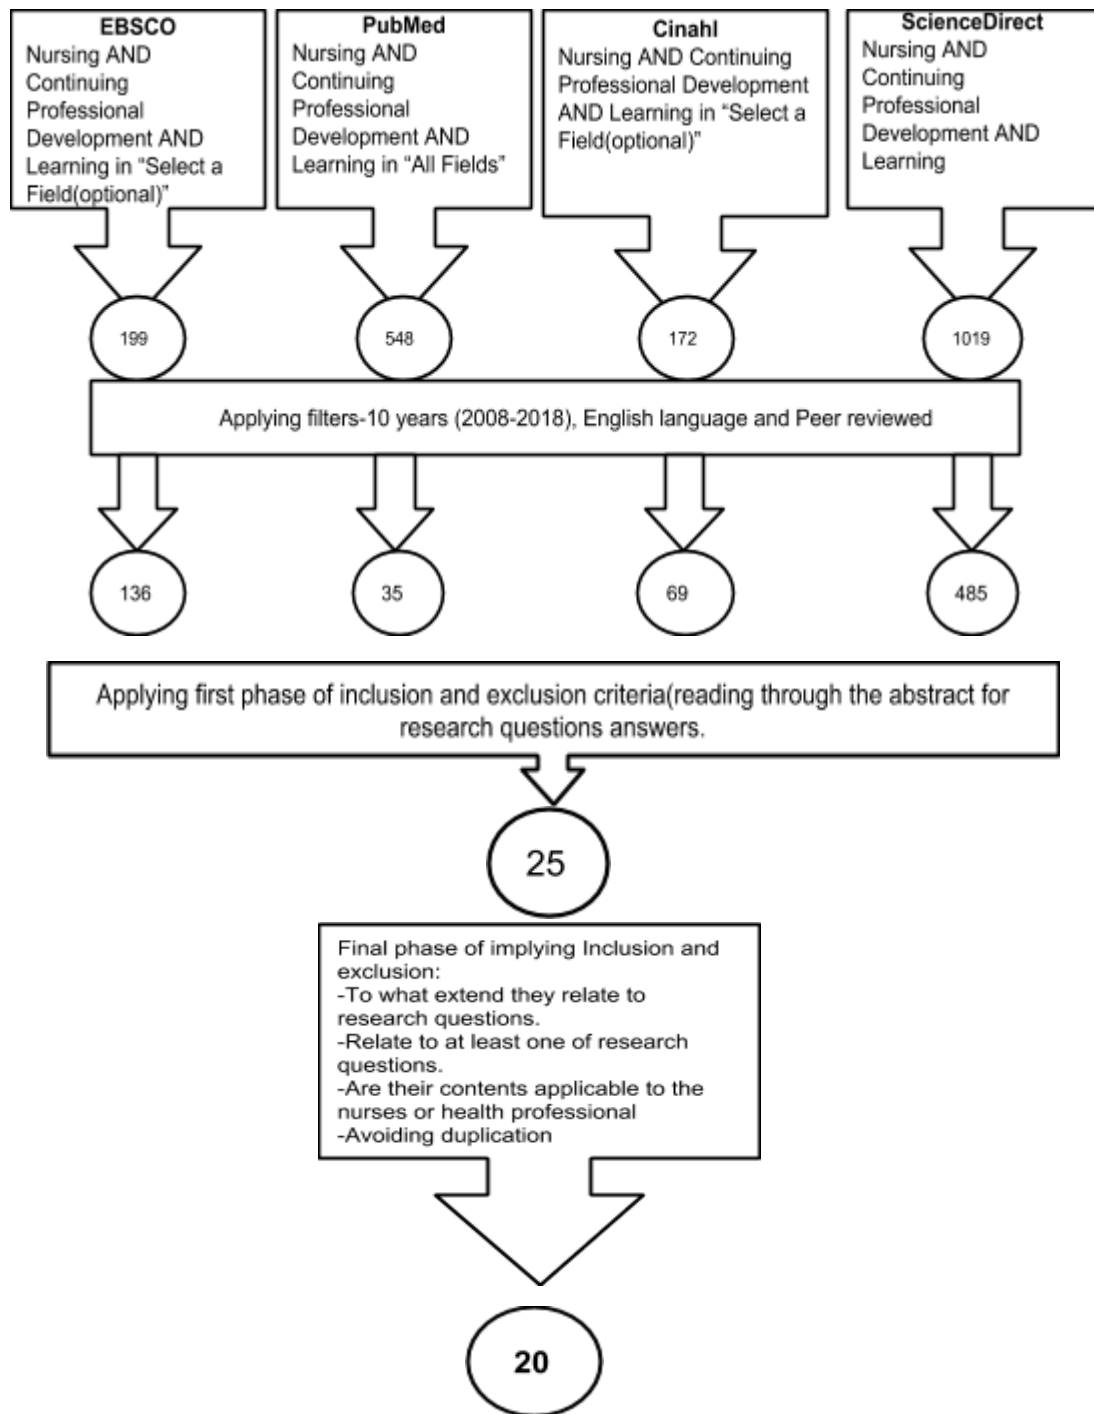 EBSCO
Nursing AND
Continuing
Professional
Development AND
Learning in “Select a
Field(optional)”
PubMed
Nursing AND
Continuing
Professional
Development AND
Learning in “All Fields”
Cinahl
Nursing AND Continuing
Professional Development
AND Learning in “Select a
Field(optional)”
ScienceDirect
Nursing AND
Continuing
Professional
Development AND
Learning
199
548
172
1019
Applying filters-10 years (2008-2018), English language and Peer reviewed
136
35
69
485
Applying first phase of inclusion and exclusion criteria(reading through the abstract for
research questions answers.
25
Final phase of implying Inclusion and
exclusion:
-To what extend they relate to
research questions.
-Relate to at least one of research
questions.
-Are their contents applicable to the
nurses or health professional
-Avoiding duplication
20